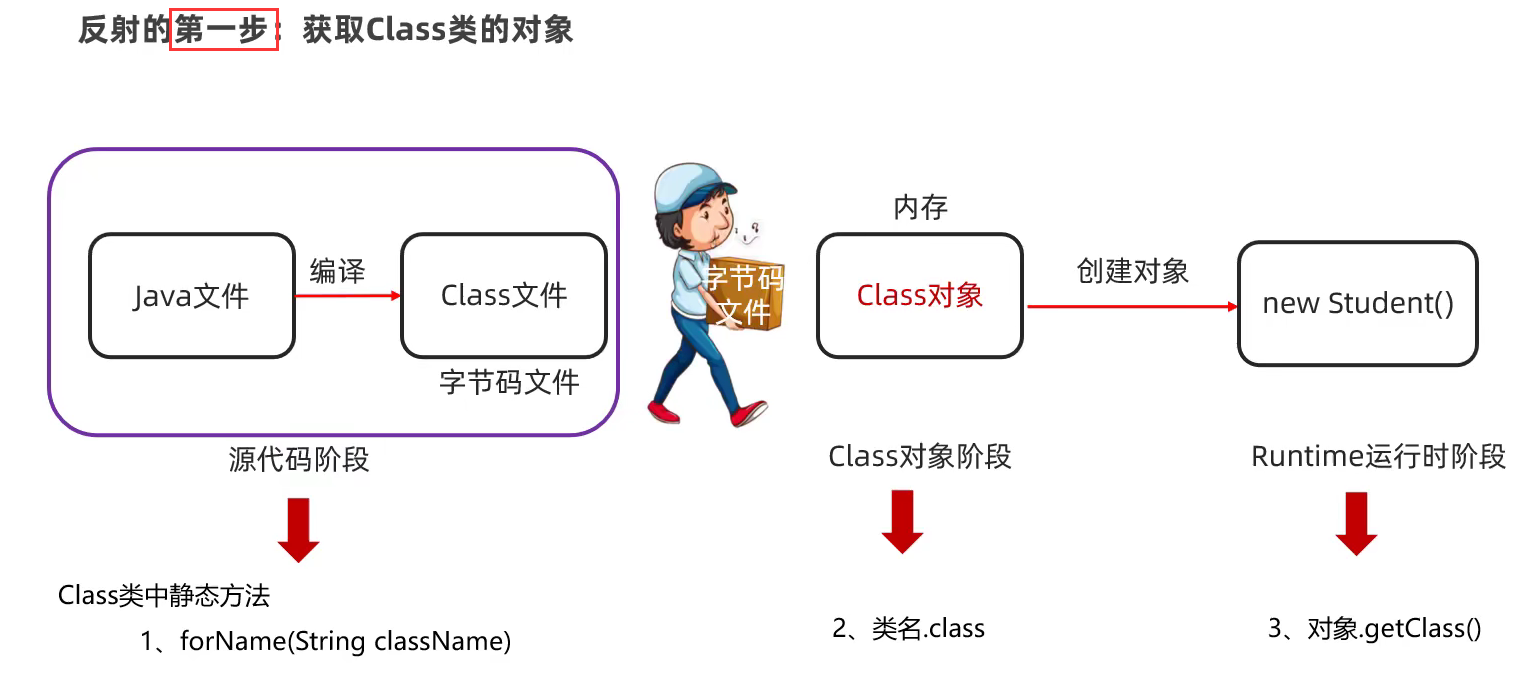 反射的第一步：获取Class类的对象
内存
Java文件
编译
Class文件
字节码文件
字节码
文件
Class对象
创建对象
new Student()
源代码阶段
Class对象阶段
Runtime运行时阶段
Class类中静态方法
1、forName(String className)
2、类名.class
3、对象.getClass()